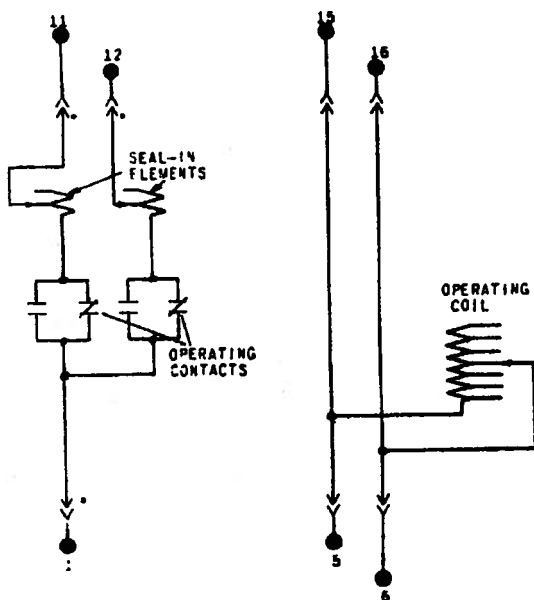 11
12
15
16
SEAL-IN
ELEMENTS
OPERATING
COIL
OPERATING
CONTACTS
5
6